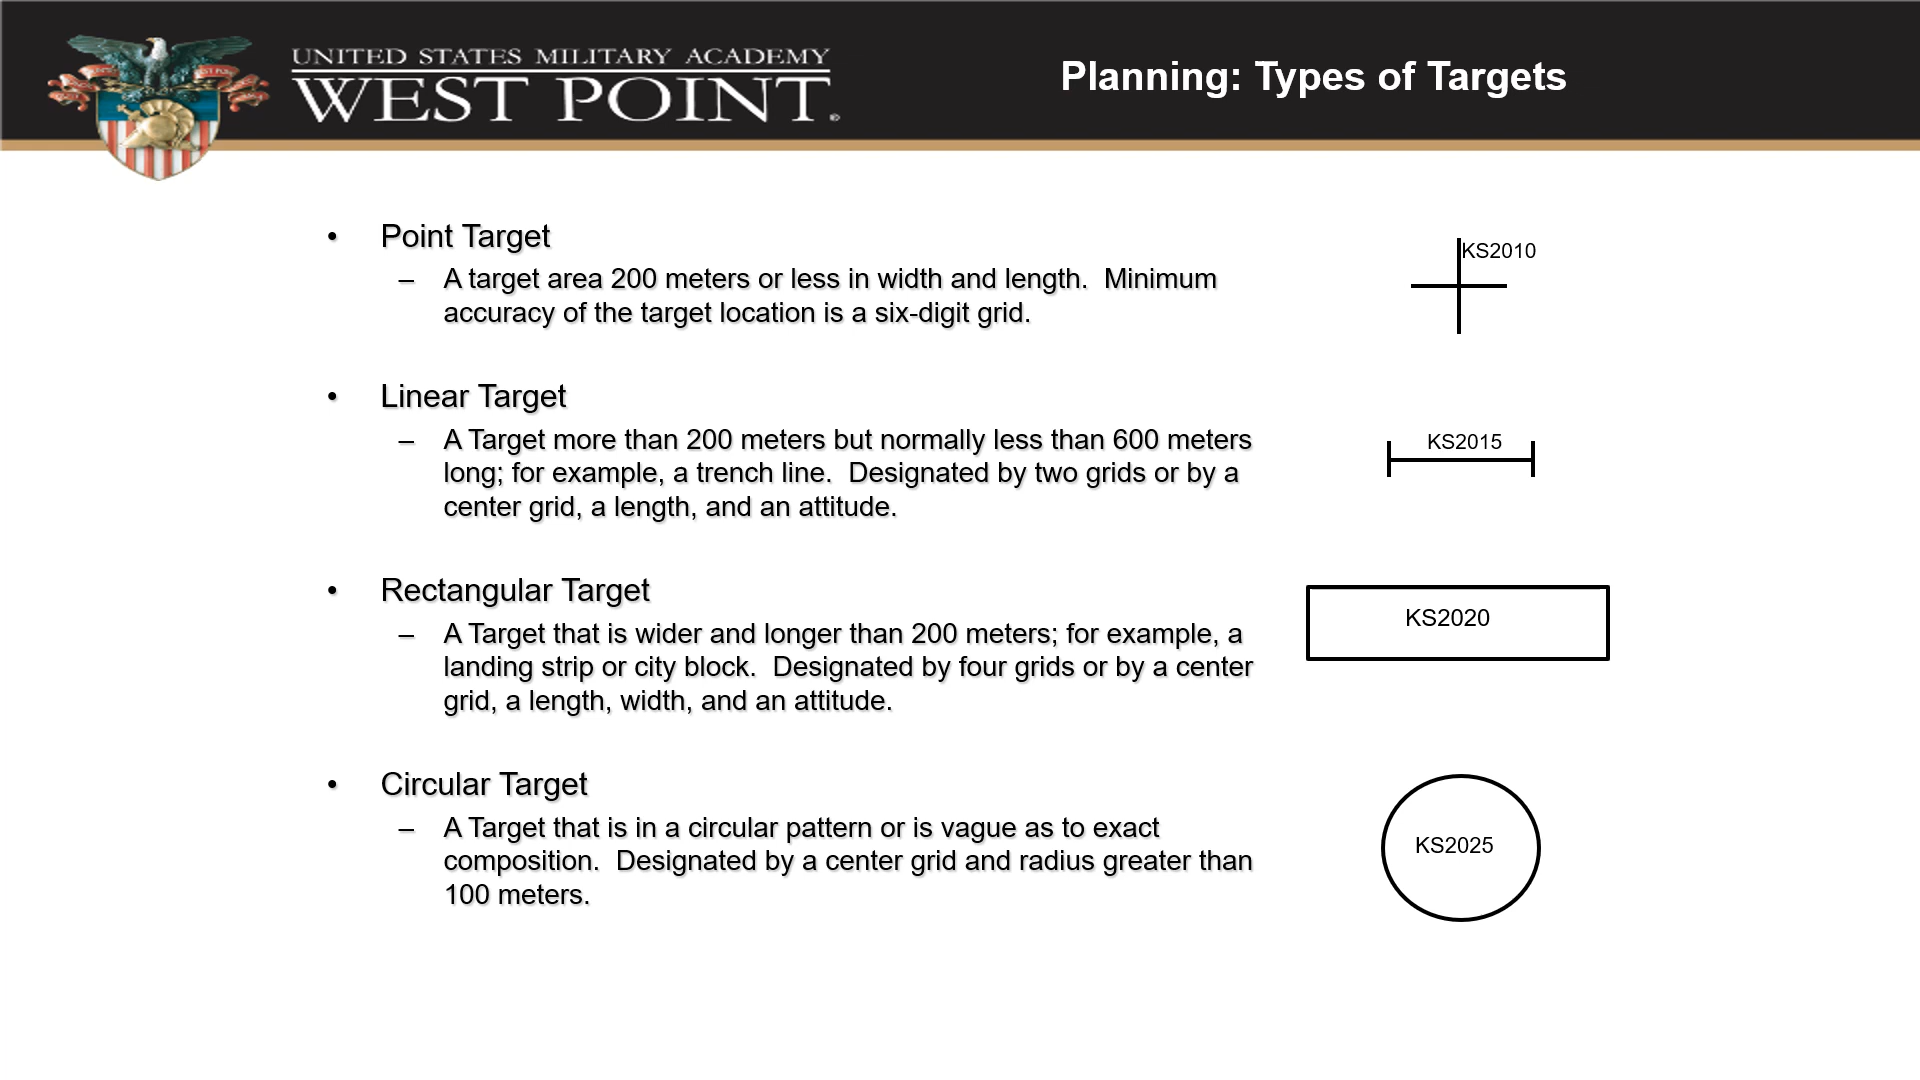 UNITED STATES MILITARY ACADEMY
WEST POINT®
Planning: Types of Targets
• Point Target
– A target area 200 meters or less in width and length.  Minimum
accuracy of the target location is a six-digit grid.
KS2010
• Linear Target
– A Target more than 200 meters but normally less than 600 meters
long; for example, a trench line.  Designated by two grids or by a
center grid, a length, and an attitude.
KS2015
• Rectangular Target
– A Target that is wider and longer than 200 meters; for example, a
landing strip or city block.  Designated by four grids or by a center
grid, a length, width, and an attitude.
KS2020
• Circular Target
– A Target that is in a circular pattern or is vague as to exact
composition.  Designated by a center grid and radius greater than
100 meters.
KS2025